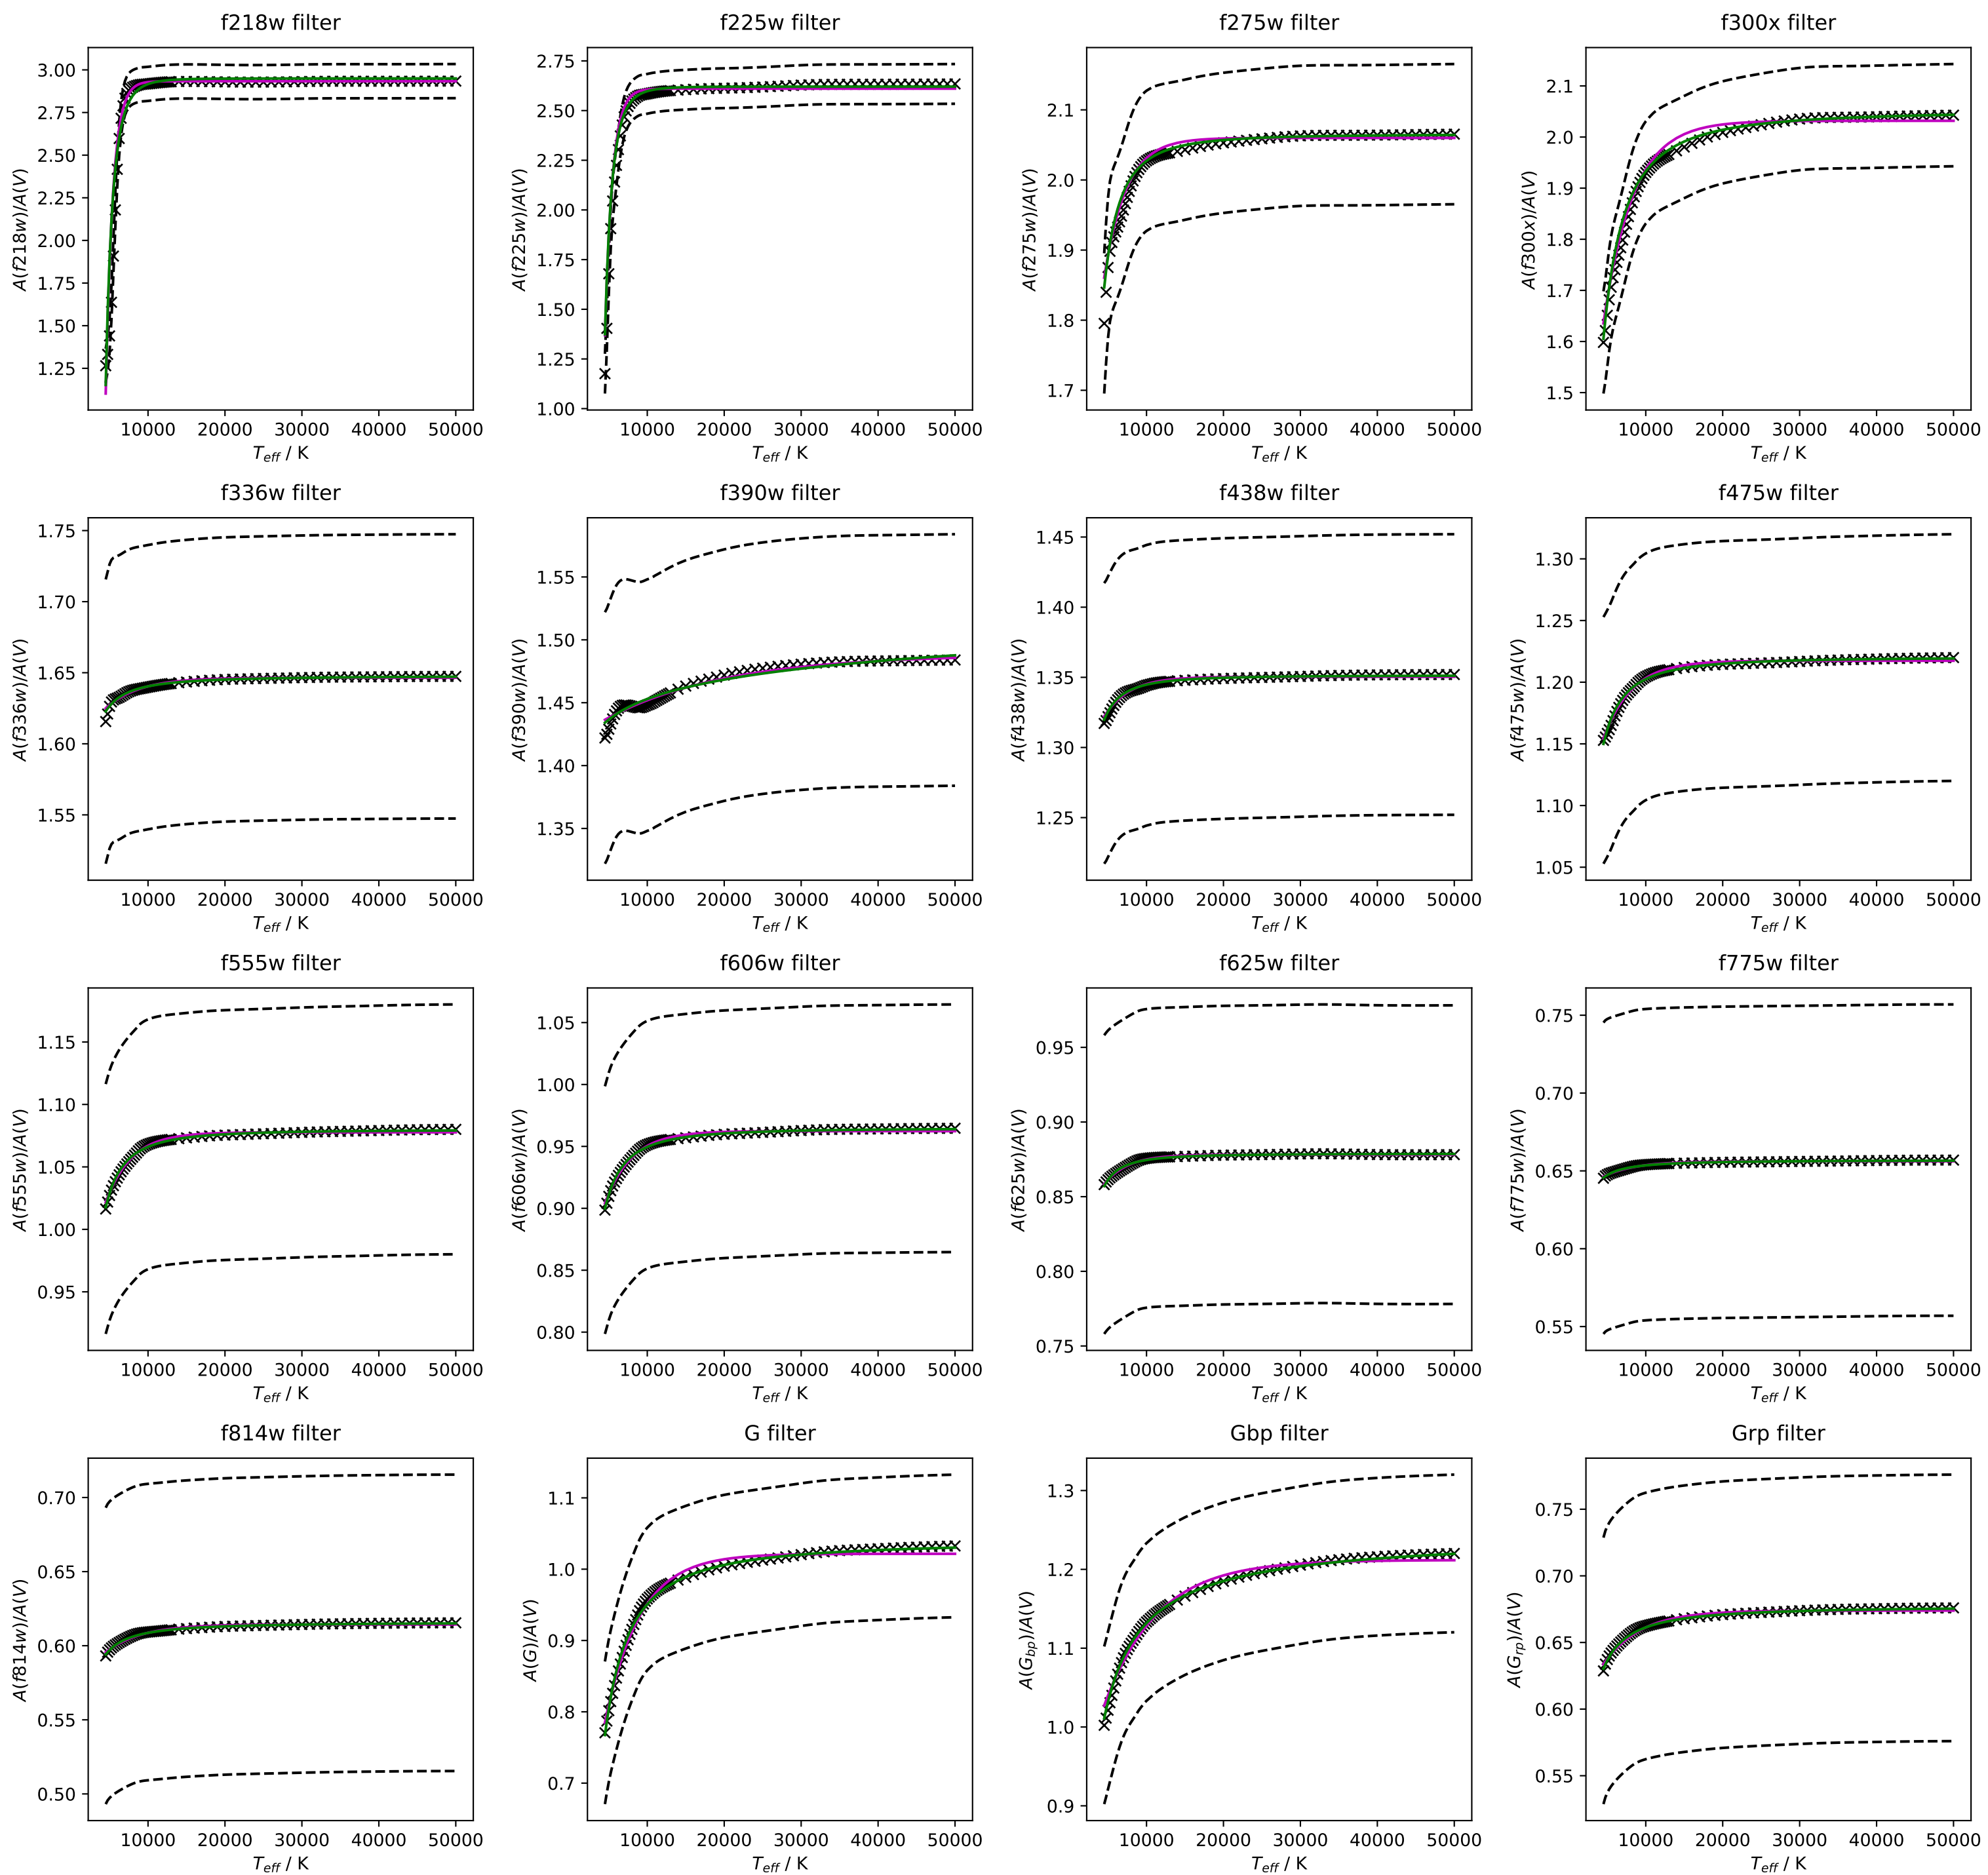 f218w filter
f225w filter
f275w filter
f300x filter
A(f218w)/A(V)
3.00
2.75
2.50
2.25
2.00
1.75
1.50
1.25
10000 20000 30000 40000 50000
T_eff / K
A(f225w)/A(V)
2.75
2.50
2.25
2.00
1.75
1.50
1.25
1.00
10000 20000 30000 40000 50000
T_eff / K
A(f275w)/A(V)
2.1
2.0
1.9
1.8
1.7
10000 20000 30000 40000 50000
T_eff / K
A(f300x)/A(V)
2.1
2.0
1.9
1.8
1.7
1.6
1.5
10000 20000 30000 40000 50000
T_eff / K
f336w filter
f390w filter
f438w filter
f475w filter
A(f336w)/A(V)
1.75
1.70
1.65
1.60
1.55
10000 20000 30000 40000 50000
T_eff / K
A(f390w)/A(V)
1.55
1.50
1.45
1.40
1.35
10000 20000 30000 40000 50000
T_eff / K
A(f438w)/A(V)
1.45
1.40
1.35
1.30
1.25
10000 20000 30000 40000 50000
T_eff / K
A(f475w)/A(V)
1.30
1.25
1.20
1.15
1.10
1.05
10000 20000 30000 40000 50000
T_eff / K
f555w filter
f606w filter
f625w filter
f775w filter
A(f555w)/A(V)
1.15
1.10
1.05
1.00
0.95
10000 20000 30000 40000 50000
T_eff / K
A(f606w)/A(V)
1.05
1.00
0.95
0.90
0.85
0.80
10000 20000 30000 40000 50000
T_eff / K
A(f625w)/A(V)
0.95
0.90
0.85
0.80
0.75
10000 20000 30000 40000 50000
T_eff / K
A(f775w)/A(V)
0.75
0.70
0.65
0.60
0.55
10000 20000 30000 40000 50000
T_eff / K
f814w filter
G filter
Gbp filter
Grp filter
A(f814w)/A(V)
0.70
0.65
0.60
0.55
0.50
10000 20000 30000 40000 50000
T_eff / K
A(G)/A(V)
1.1
1.0
0.9
0.8
0.7
10000 20000 30000 40000 50000
T_eff / K
A(G_bp)/A(V)
1.3
1.2
1.1
1.0
0.9
10000 20000 30000 40000 50000
T_eff / K
A(G_rp)/A(V)
0.75
0.70
0.65
0.60
0.55
10000 20000 30000 40000 50000
T_eff / K